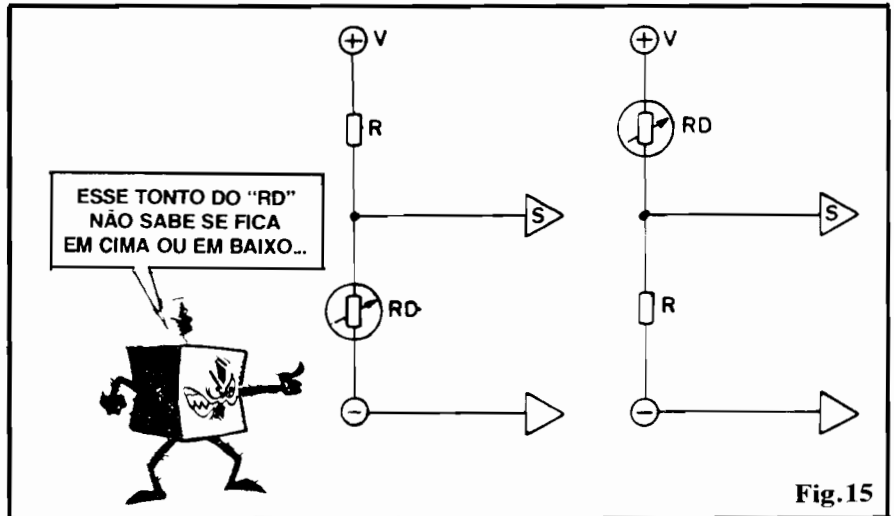 V
R
S
RD
ESSE TONTO DO "RD"
NÃO SABE SE FICA
EM CIMA OU EM BAIXO...
V
RD
S
R
Fig.15